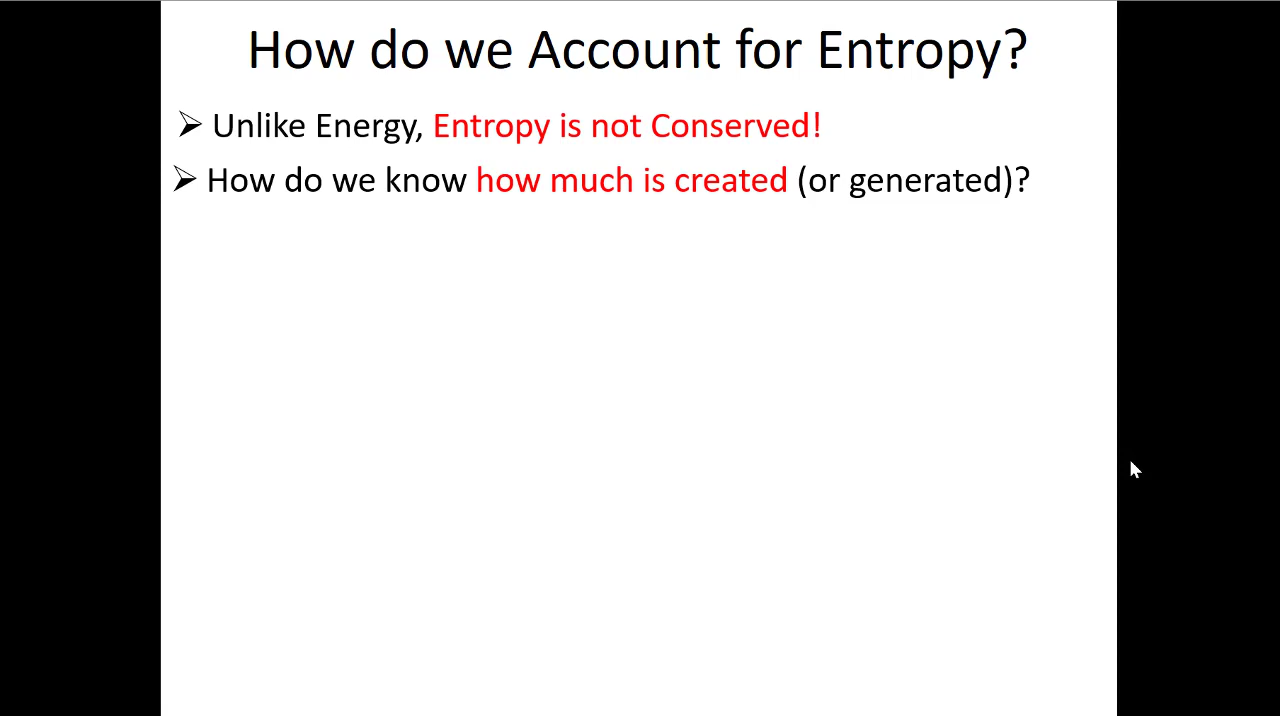 How do we Account for Entropy?
➢ Unlike Energy, Entropy is not Conserved!
➢ How do we know how much is created (or generated)?